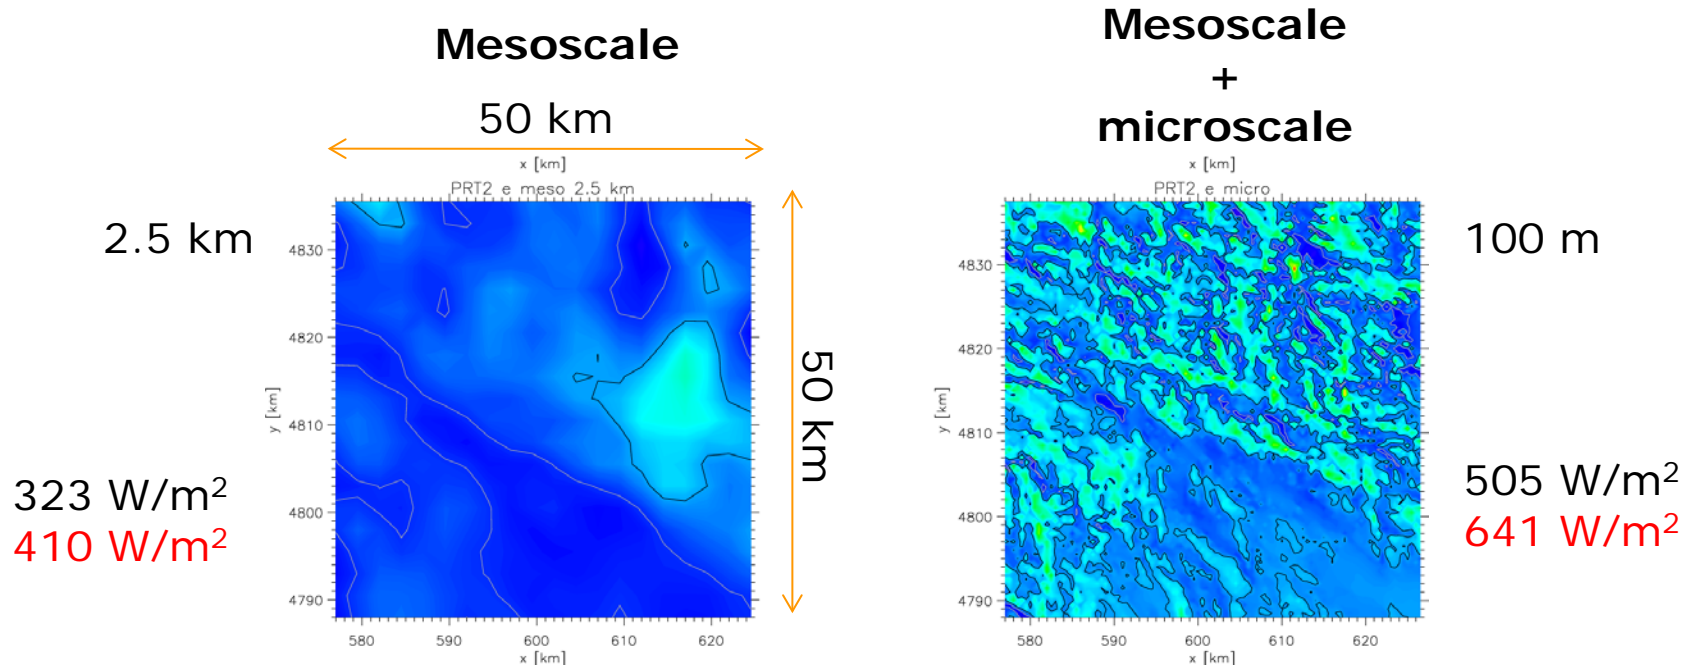 Mesoscale
50 km
x [km]
PRT2 e meso 2.5 km
2.5 km
4830
4820
4810
4800
4790
y [km]
580 590 600 610 620
x [km]
50 km
323 W/m²
410 W/m²
Mesoscale
+
microscale
x [km]
PRT2 e micro
100 m
4830
4820
4810
4800
4790
y [km]
580 590 600 610 620
x [km]
505 W/m²
641 W/m²